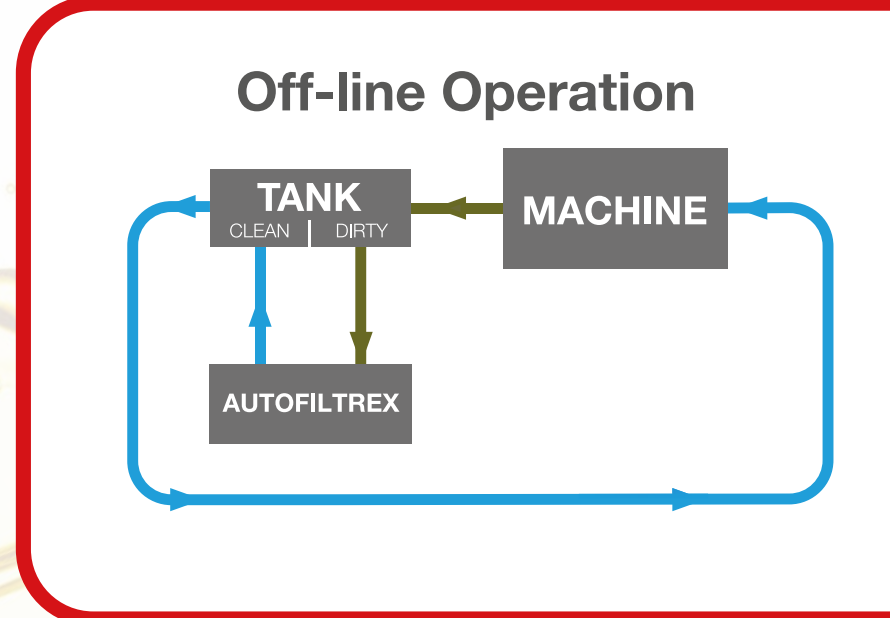 Off-line Operation
TANK
CLEAN DIRTY
MACHINE
AUTOFILTREX